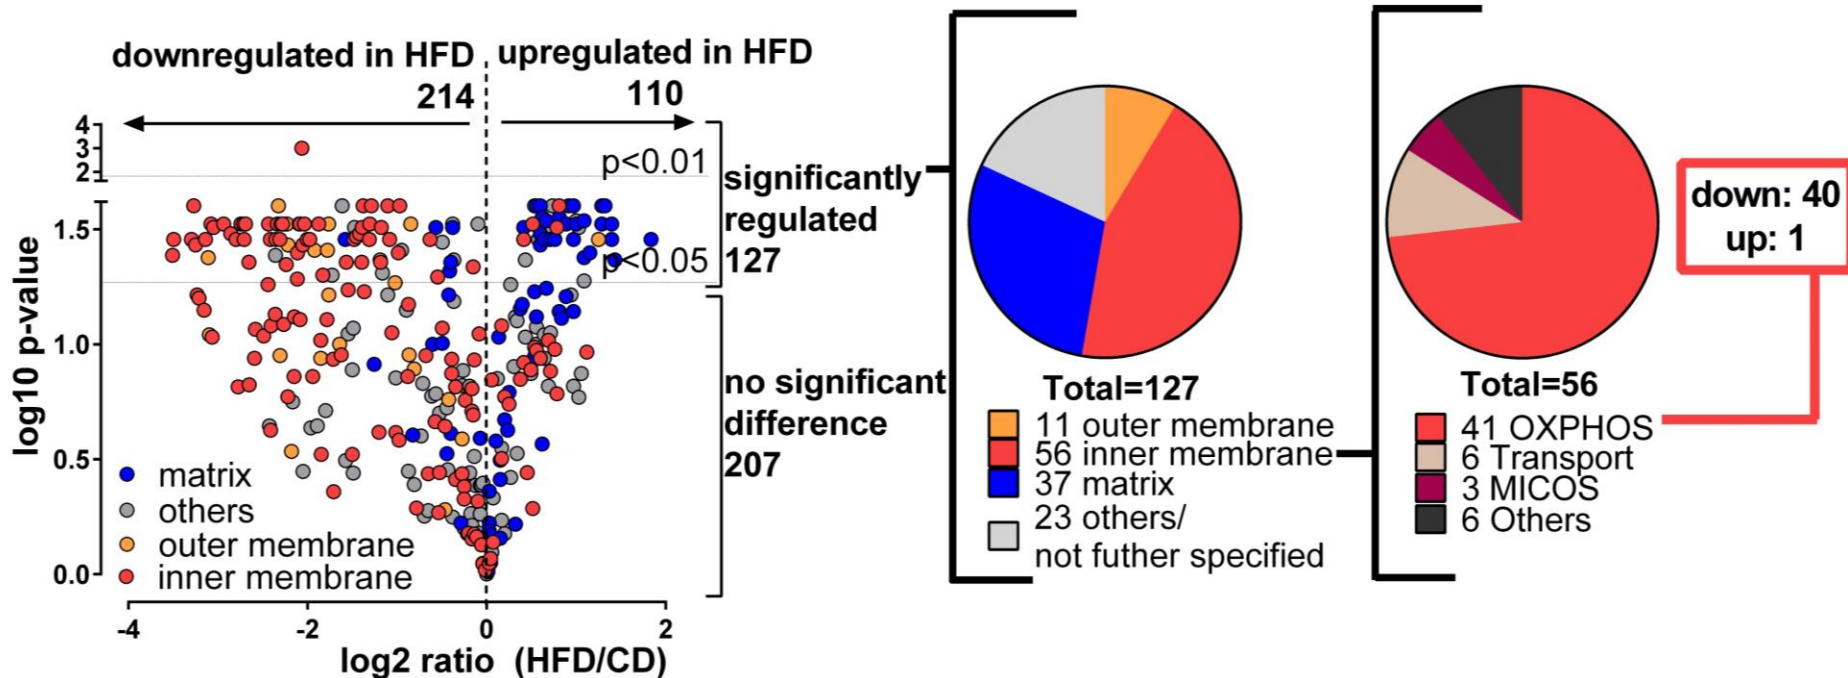 downregulated in HFD
214
upregulated in HFD
110
4
3
2
1.5
1.0
0.5
0.0
log10 p-value
p<0.01
p<0.05
matrix
others
outer membrane
inner membrane
-4
-2
0
2
log2 ratio (HFD/CD)
significantly
regulated
127
no significant
difference
207
Total=127
11 outer membrane
56 inner membrane
37 matrix
23 others/
not futher specified
Total=56
41 OXPHOS
6 Transport
3 MICOS
6 Others
down: 40
up: 1